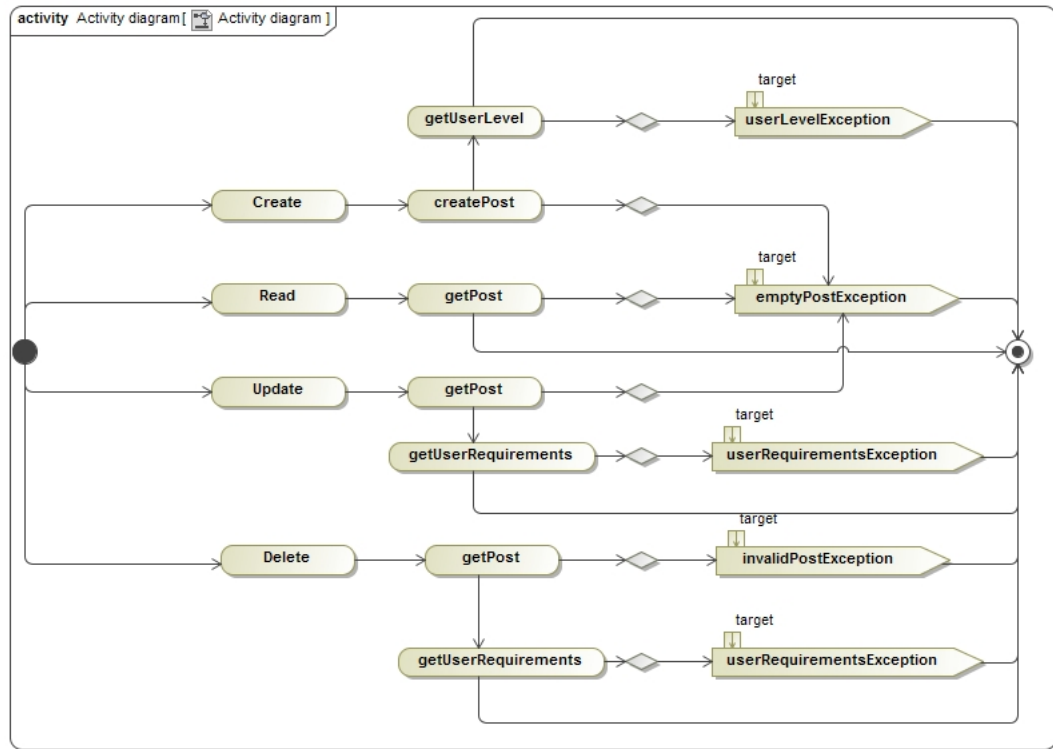 activity Activity diagram[ Activity diagram ]
target
getUserLevel
userLevelException
Create
createPost
target
Read
getPost
emptyPostException
Update
getPost
target
getUserRequirements
userRequirementsException
target
Delete
getPost
invalidPostException
target
getUserRequirements
userRequirementsException